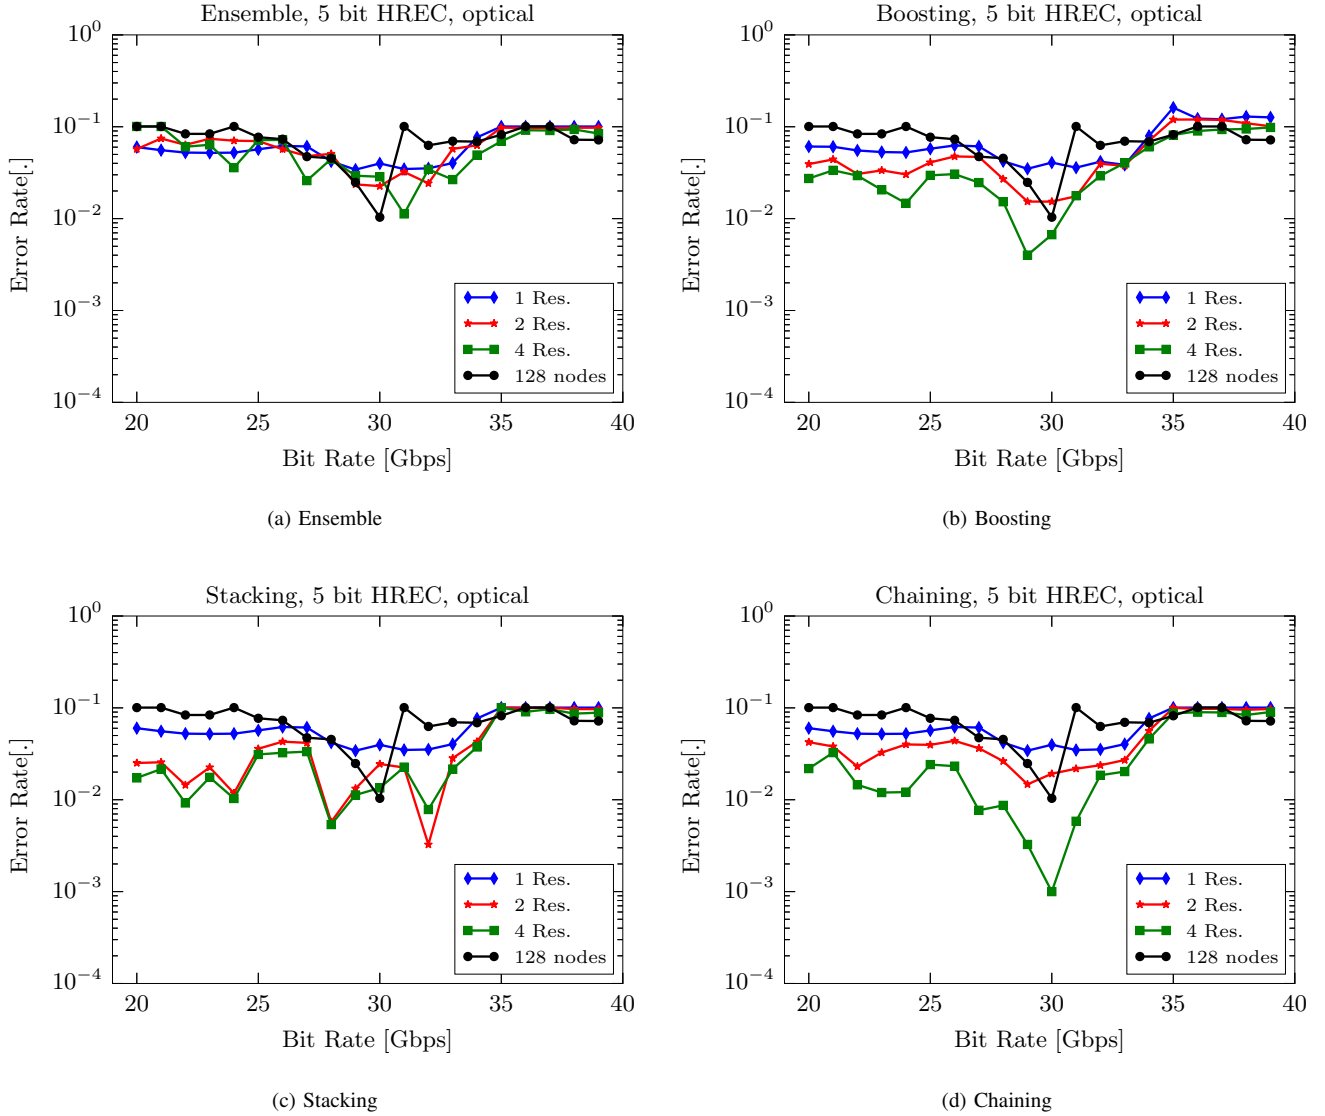 Ensemble, 5 bit HREC, optical
10^0
10^-1
10^-2
10^-3
10^-4
Error Rate[.]
1 Res.
2 Res.
4 Res.
128 nodes
20 25 30 35 40
Bit Rate [Gbps]
(a) Ensemble
Boosting, 5 bit HREC, optical
10^0
10^-1
10^-2
10^-3
10^-4
Error Rate[.]
1 Res.
2 Res.
4 Res.
128 nodes
20 25 30 35 40
Bit Rate [Gbps]
(b) Boosting
Stacking, 5 bit HREC, optical
10^0
10^-1
10^-2
10^-3
10^-4
Error Rate[.]
1 Res.
2 Res.
4 Res.
128 nodes
20 25 30 35 40
Bit Rate [Gbps]
(c) Stacking
Chaining, 5 bit HREC, optical
10^0
10^-1
10^-2
10^-3
10^-4
Error Rate[.]
1 Res.
2 Res.
4 Res.
128 nodes
20 25 30 35 40
Bit Rate [Gbps]
(d) Chaining